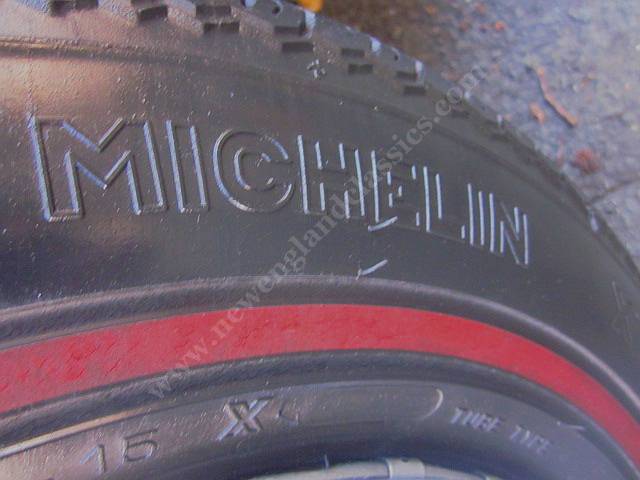 MICHELIN
www.newenglandclassics.com
15 X TUBE TYPE